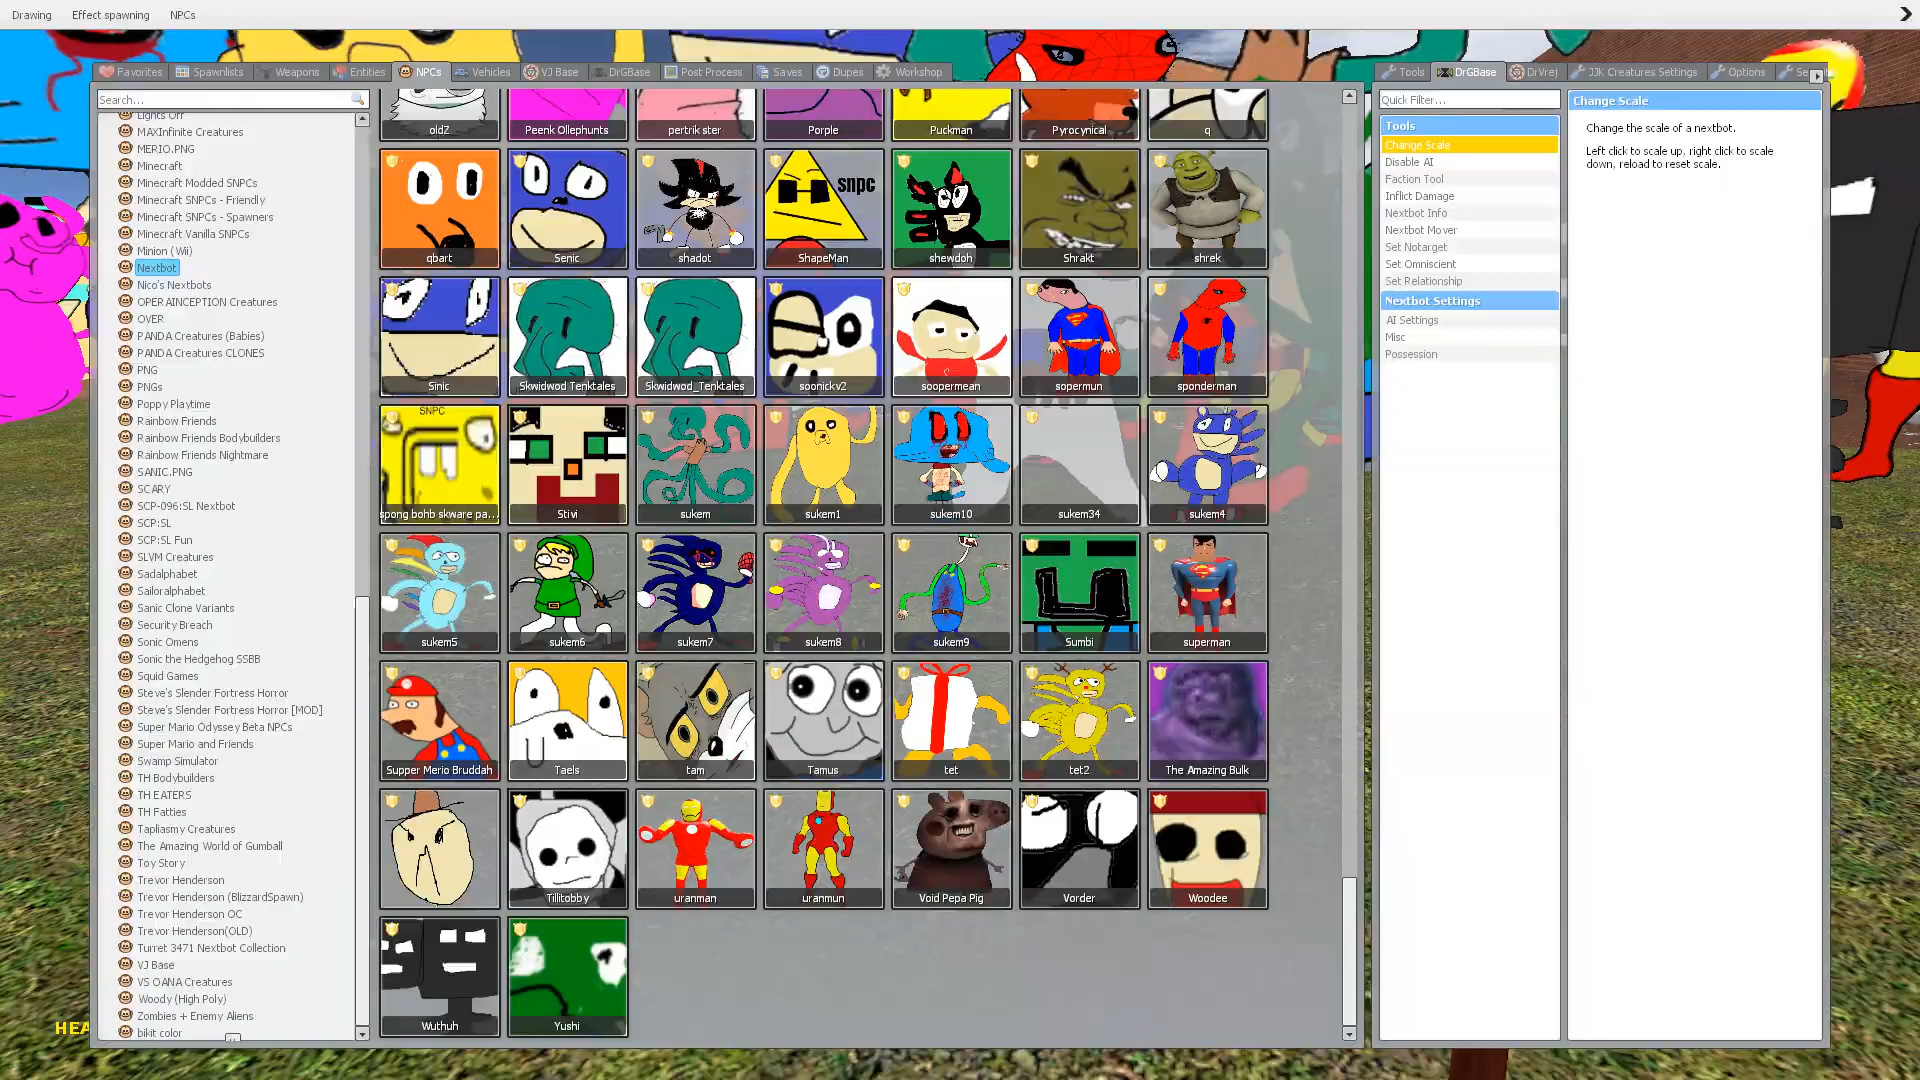 Drawing Effect spawning NPCs
Favorites Spawnlists Weapons Entities NPCs Vehicles VJ Base DrGBase Post Process Saves Dupes Workshop
Tools DrGBase DrVrej JJK Creatures Settings Options
Search...
Lights Off
MAXInfinite Creatures
MERIO.PNG
Minecraft
Minecraft Modded SNPCs
Minecraft SNPCs - Friendly
Minecraft SNPCs - Spawners
Minecraft Vanilla SNPCs
Minion (Wii)
Nextbot
Nico's Nextbots
OPERAINCEPTION Creatures
OVER
PANDA Creatures (Babies)
PANDA Creatures CLONES
PNG
PNGs
Poppy Playtime
Rainbow Friends
Rainbow Friends Bodybuilders
Rainbow Friends Nightmare
SANIC.PNG
SCARY
SCP-096:SL Nextbot
SCP:SL
SCP:SL Fun
SLVM Creatures
Sadalphabet
Sailoralphabet
Sanic Clone Variants
Security Breach
Sonic Omens
Sonic the Hedgehog SSBB
Squid Games
Steve's Slender Fortress Horror
Steve's Slender Fortress Horror [MOD]
Super Mario Odyssey Beta NPCs
Super Mario and Friends
Swamp Simulator
TH Bodybuilders
TH EATERS
TH Fatties
Tapliasmy Creatures
The Amazing World of Gumball
Toy Story
Trevor Henderson
Trevor Henderson (BlizzardSpawn)
Trevor Henderson OC
Trevor Henderson(OLD)
Turret 3471 Nextbot Collection
VJ Base
VS OANA Creatures
Woody (High Poly)
Zombies + Enemy Aliens
bikit color
HEA
oldZ Peenk Ollephunts pertrik ster Porple Puckman Pyrocynical q
snpc
qbart Senic shadot ShapeMan shewdoh Shrakt shrek
Sinic Skwidwod Tenktales Skwidwod_Tenktales soonickv2 soopermean sopermun sponderman
SNPC
spong bohb skware pa... Stivi sukem sukem1 sukem10 sukem34 sukem4
sukem5 sukem6 sukem7 sukem8 sukem9 Sumbi superman
Supper Merio Bruddah Taels tam Tamus tet tet2 The Amazing Bulk
Tillitobby uranman uranmun Void Pepa Pig Vorder Woodee
Wuthuh Yushi
Quick Filter...
Tools
Change Scale
Disable AI
Faction Tool
Inflict Damage
Nextbot Info
Nextbot Mover
Set Notarget
Set Omniscient
Set Relationship
Nextbot Settings
AI Settings
Misc
Possession
Change Scale
Change the scale of a nextbot.
Left click to scale up, right click to scale
down, reload to reset scale.